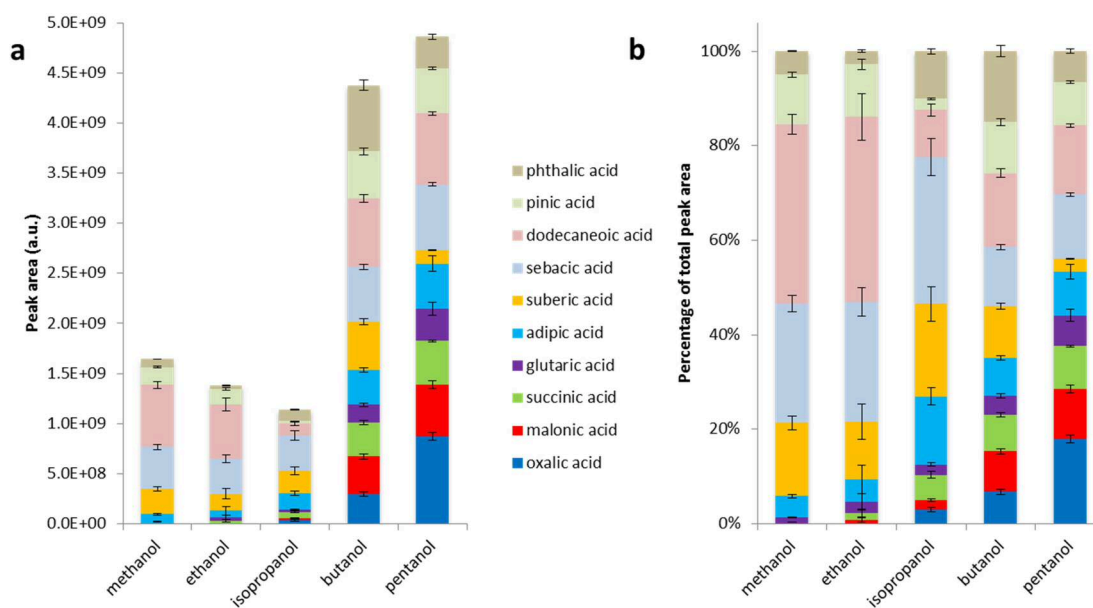 a
Peak area (a.u.)
5.0E+09
4.5E+09
4.0E+09
3.5E+09
3.0E+09
2.5E+09
2.0E+09
1.5E+09
1.0E+09
5.0E+08
0.0E+00
methanol
ethanol
isopropanol
butanol
pentanol
phthalic acid
pinic acid
dodecaneoic acid
sebacic acid
suberic acid
adipic acid
glutaric acid
succinic acid
malonic acid
oxalic acid
b
Percentage of total peak area
100%
80%
60%
40%
20%
0%
methanol
ethanol
isopropanol
butanol
pentanol